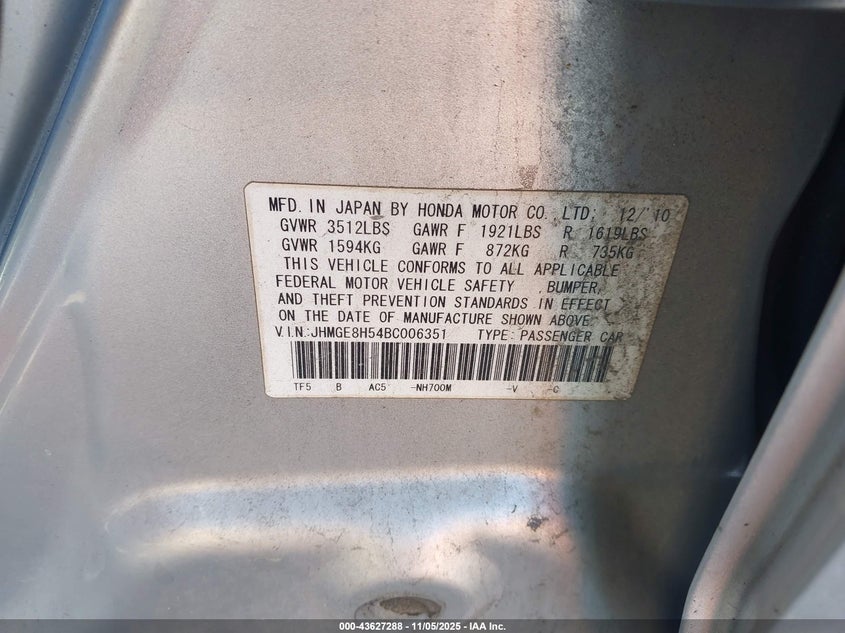 MFD. IN JAPAN BY HONDA MOTOR CO., LTD; 12/10
GVWR 3512LBS GAWR F 1921LBS R 1619LBS
GVWR 1594KG GAWR F 872KG R 735KG
THIS VEHICLE CONFORMS TO ALL APPLICABLE
FEDERAL MOTOR VEHICLE SAFETY , BUMPER,
AND THEFT PREVENTION STANDARDS IN EFFECT
ON THE DATE OF MANUFACTURE SHOWN ABOVE.
V.I.N.:JHMGE8H54BC006351 TYPE: PASSENGER CAR
TF5 B AC5 -NH700M -V -C
000-43627288 - 11/05/2025 - IAA Inc.